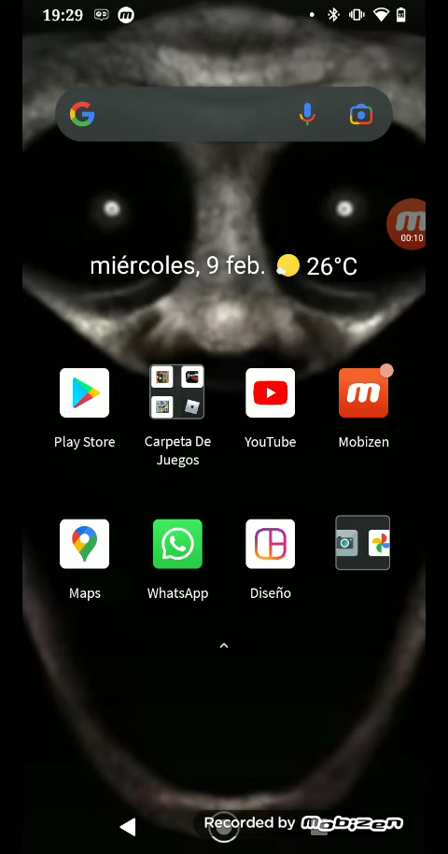 19:29
00:10
miércoles, 9 feb. 26°C
Play Store
Carpeta De Juegos
YouTube
Mobizen
Maps
WhatsApp
Diseño
Recorded by Mobizen